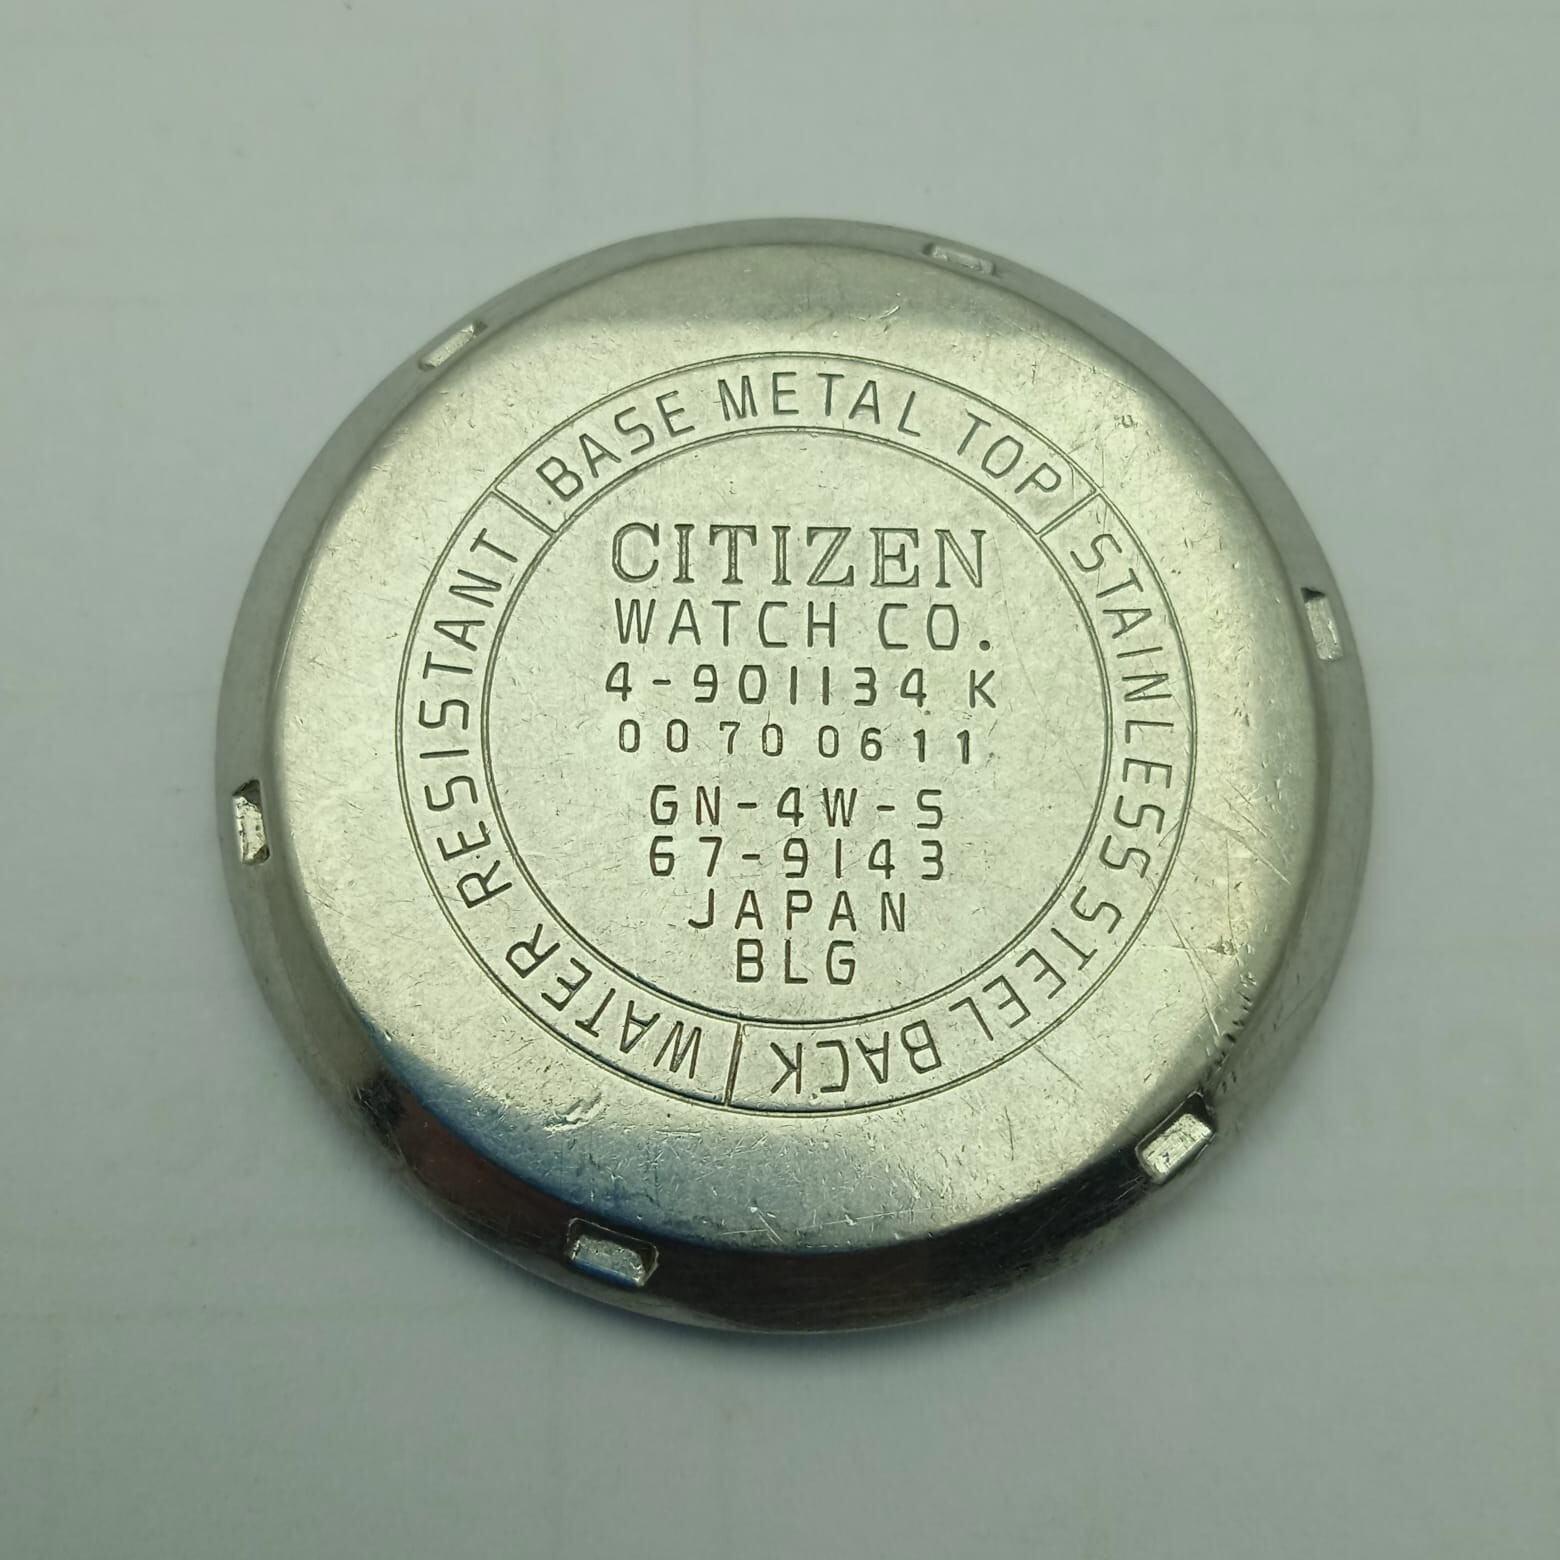 BASE METAL TOP
STAINLESS STEEL BACK
WATER RESISTANT
CITIZEN
WATCH CO.
4-901134 K
00700611
GN-4W-S
67-9143
JAPAN
BLG